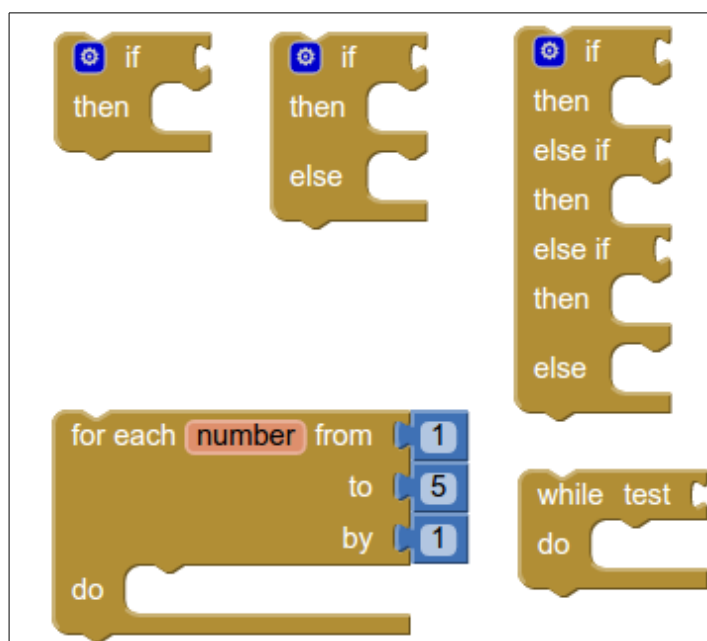 if
then
if
then
else
if
then
else if
then
else if
then
else
for each number from 1
to 5
by 1
do
while test
do